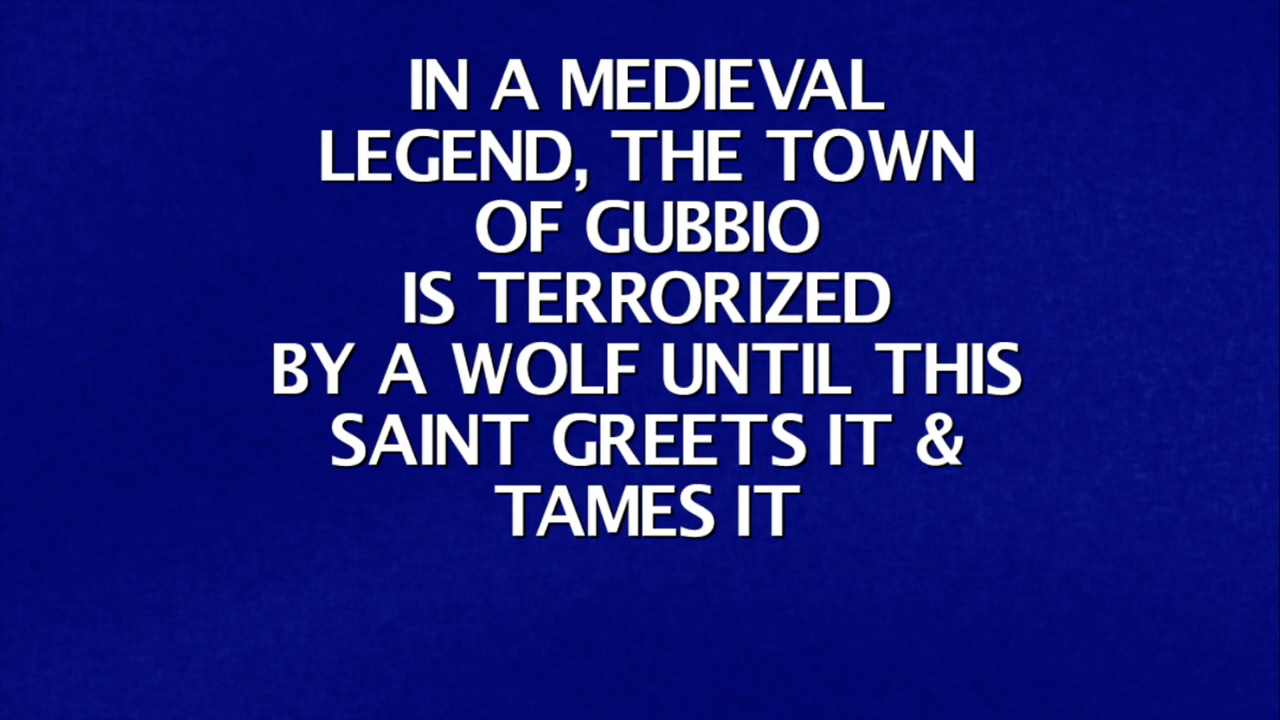 IN A MEDIEVAL
LEGEND, THE TOWN
OF GUBBIO
IS TERRORIZED
BY A WOLF UNTIL THIS
SAINT GREETS IT &
TAMES IT